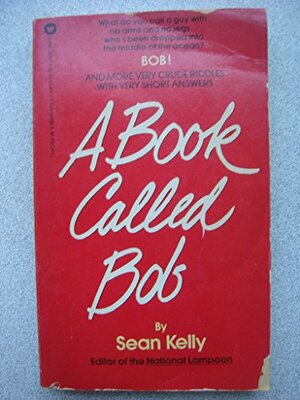 What do you call a guy with
no arms and no legs
who's been dropped into
the middle of the ocean?
BOB!
AND MORE VERY CRUDE RIDDLES
WITH VERY SHORT ANSWERS
A Book
Called
Bob
By
Sean Kelly
Editor of the National Lampoon